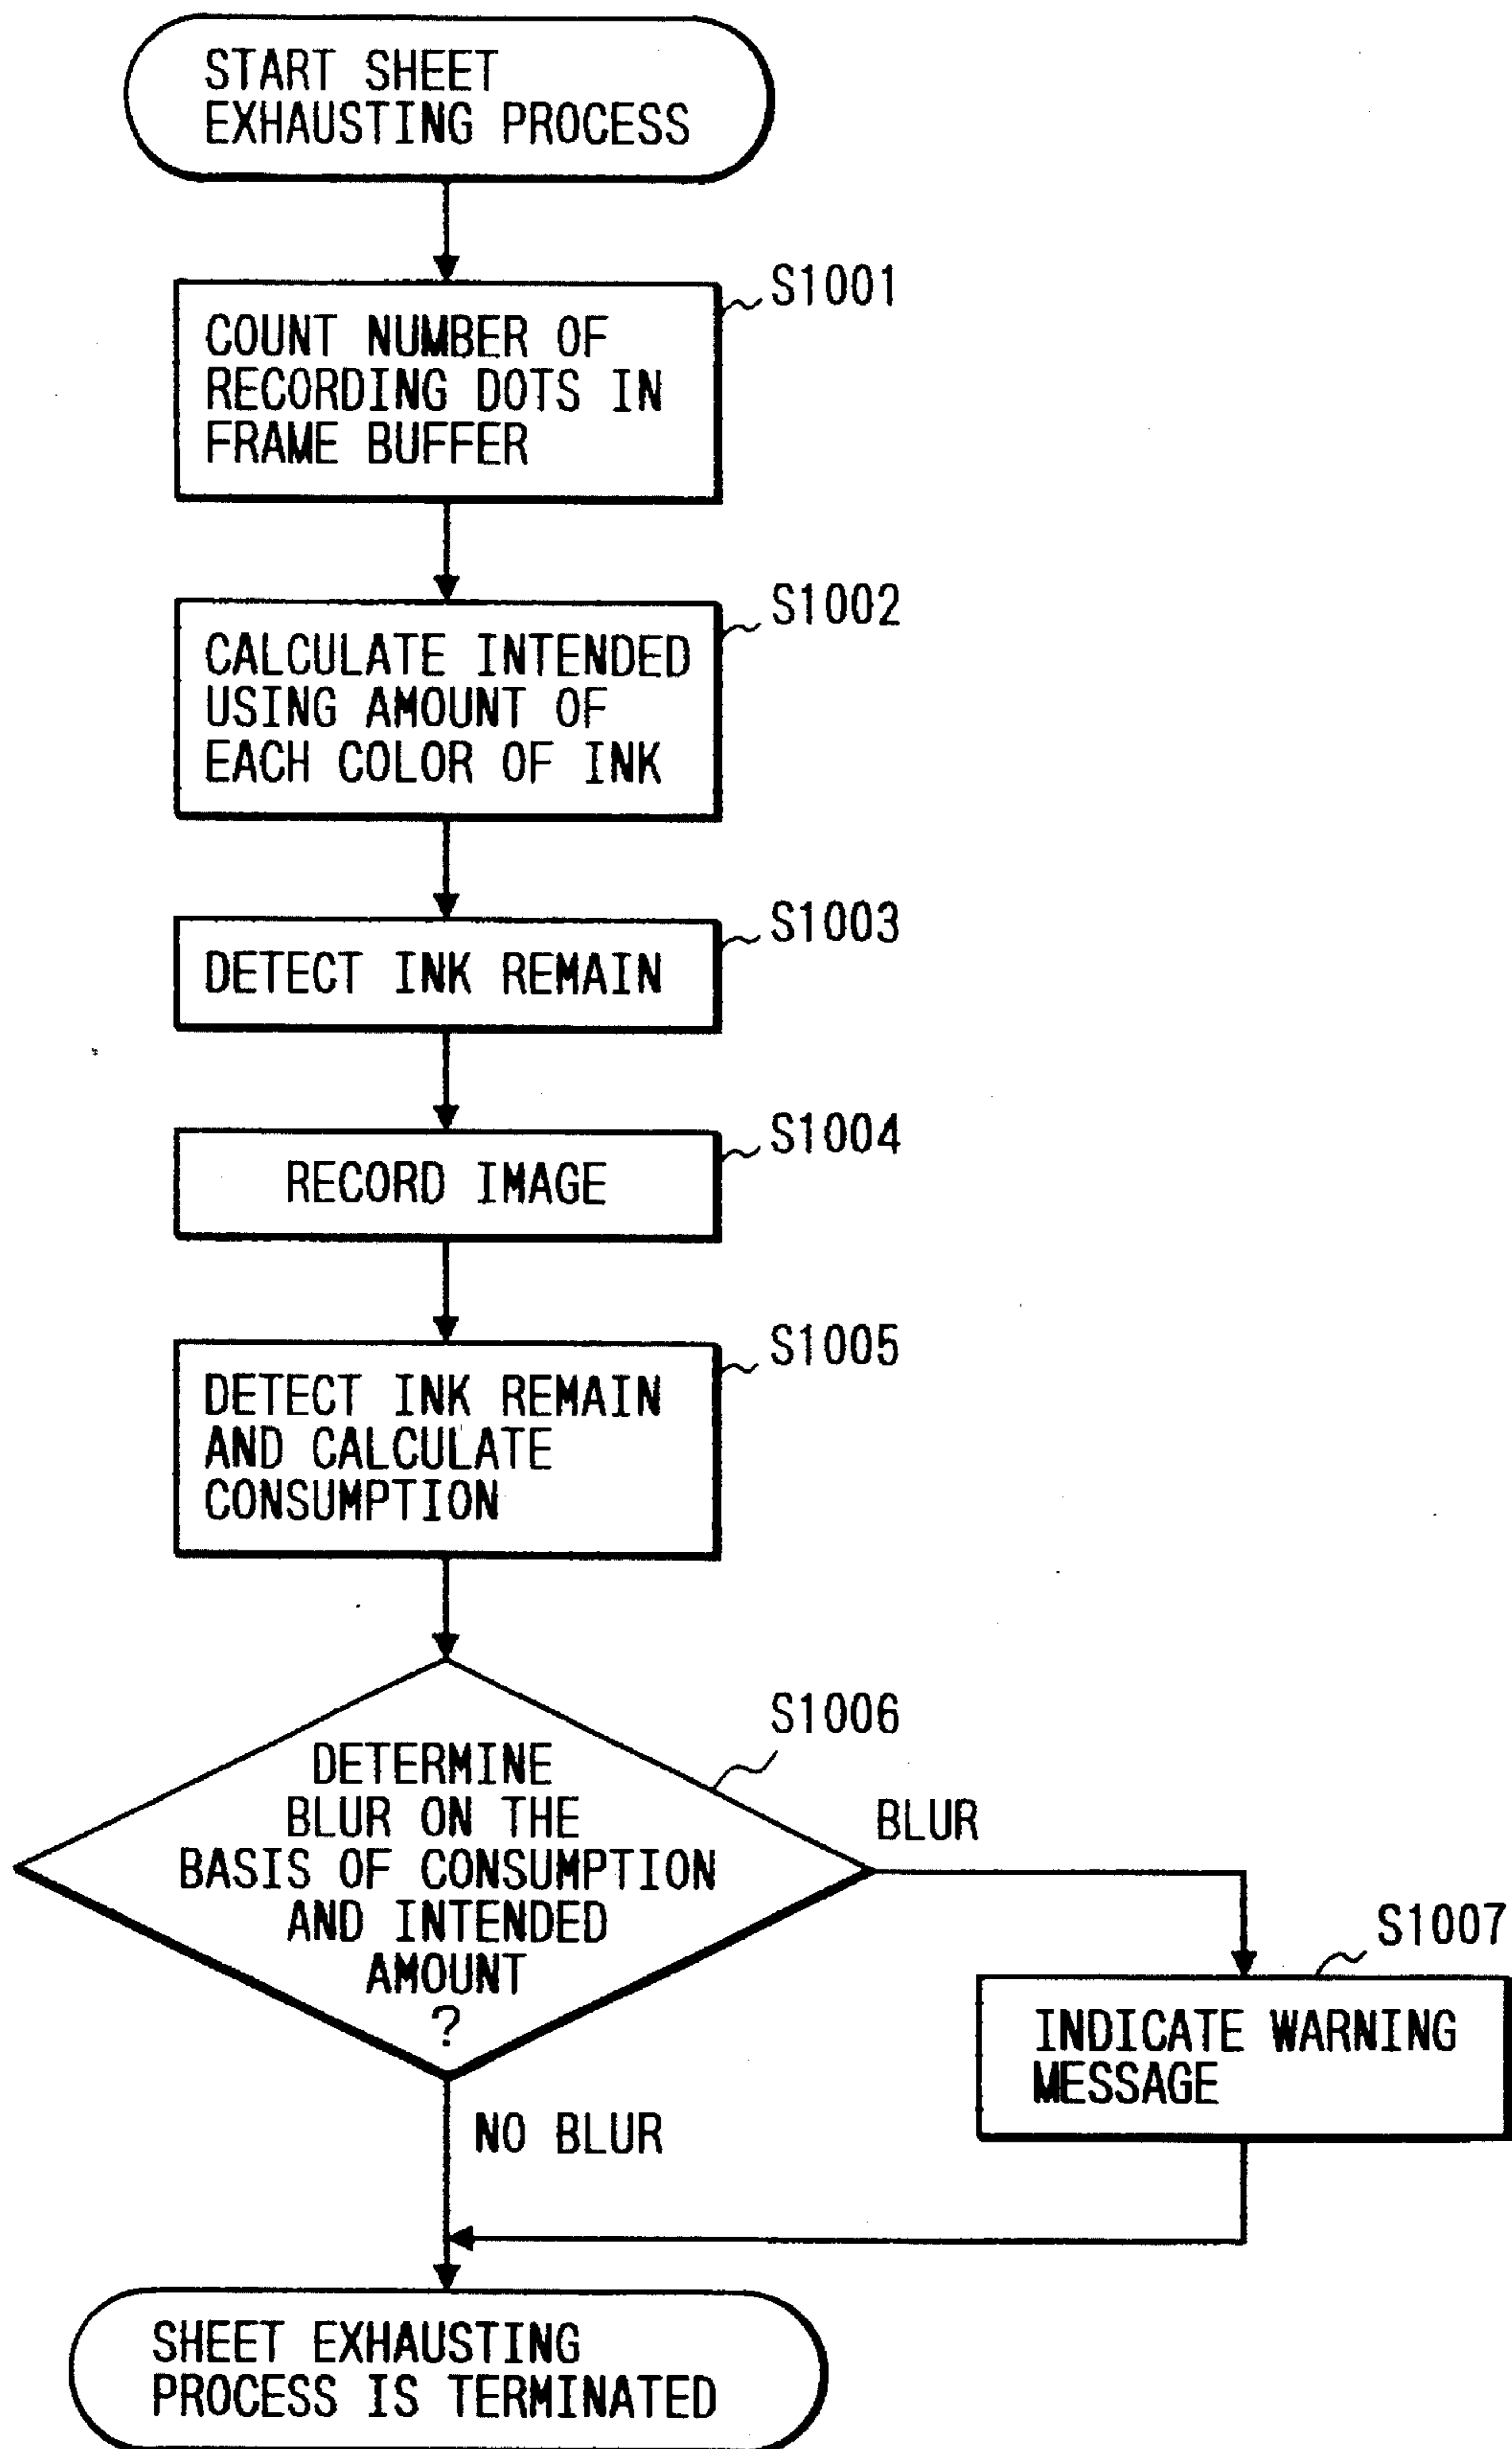 START SHEET
EXHAUSTING PROCESS
S1001
COUNT NUMBER OF
RECORDING DOTS IN
FRAME BUFFER
S1002
CALCULATE INTENDED
USING AMOUNT OF
EACH COLOR OF INK
S1003
DETECT INK REMAIN
S1004
RECORD IMAGE
S1005
DETECT INK REMAIN
AND CALCULATE
CONSUMPTION
S1006
DETERMINE
BLUR ON THE
BASIS OF CONSUMPTION
AND INTENDED
AMOUNT
?
BLUR
S1007
INDICATE WARNING
MESSAGE
NO BLUR
SHEET EXHAUSTING
PROCESS IS TERMINATED